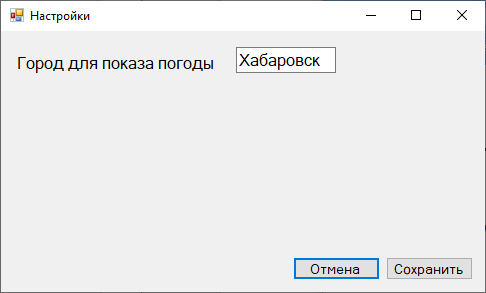 Настройки
Город для показа погоды Хабаровск
Отмена Сохранить